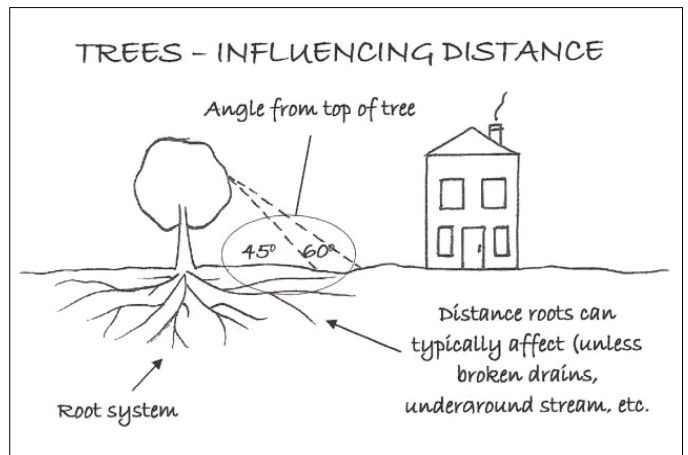 TREES – INFLUENCING DISTANCE
Angle from top of tree
45° 60°
Distance roots can
typically affect (unless
broken drains,
underaround stream, etc.
Root system